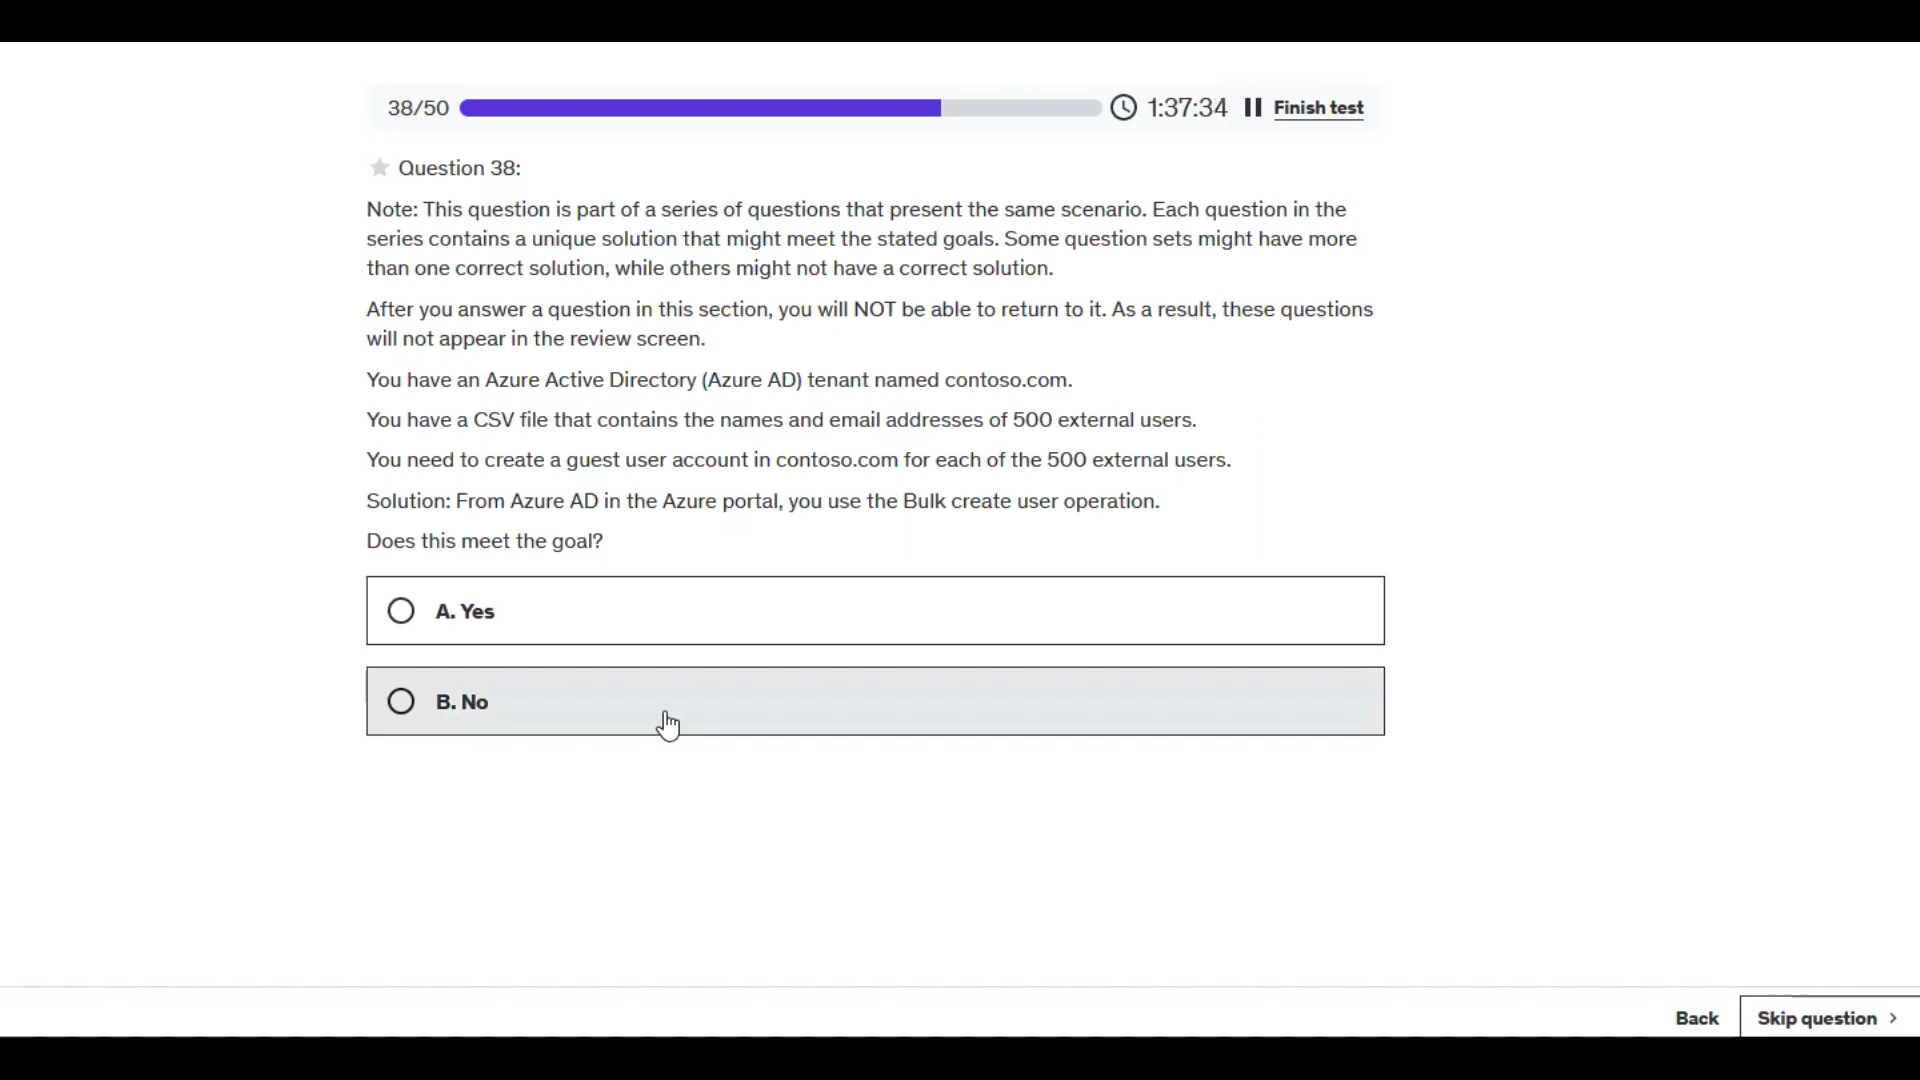 38/50 1:37:34 Finish test
Question 38:
Note: This question is part of a series of questions that present the same scenario. Each question in the
series contains a unique solution that might meet the stated goals. Some question sets might have more
than one correct solution, while others might not have a correct solution.
After you answer a question in this section, you will NOT be able to return to it. As a result, these questions
will not appear in the review screen.
You have an Azure Active Directory (Azure AD) tenant named contoso.com.
You have a CSV file that contains the names and email addresses of 500 external users.
You need to create a guest user account in contoso.com for each of the 500 external users.
Solution: From Azure AD in the Azure portal, you use the Bulk create user operation.
Does this meet the goal?
A. Yes
B. No
Back Skip question